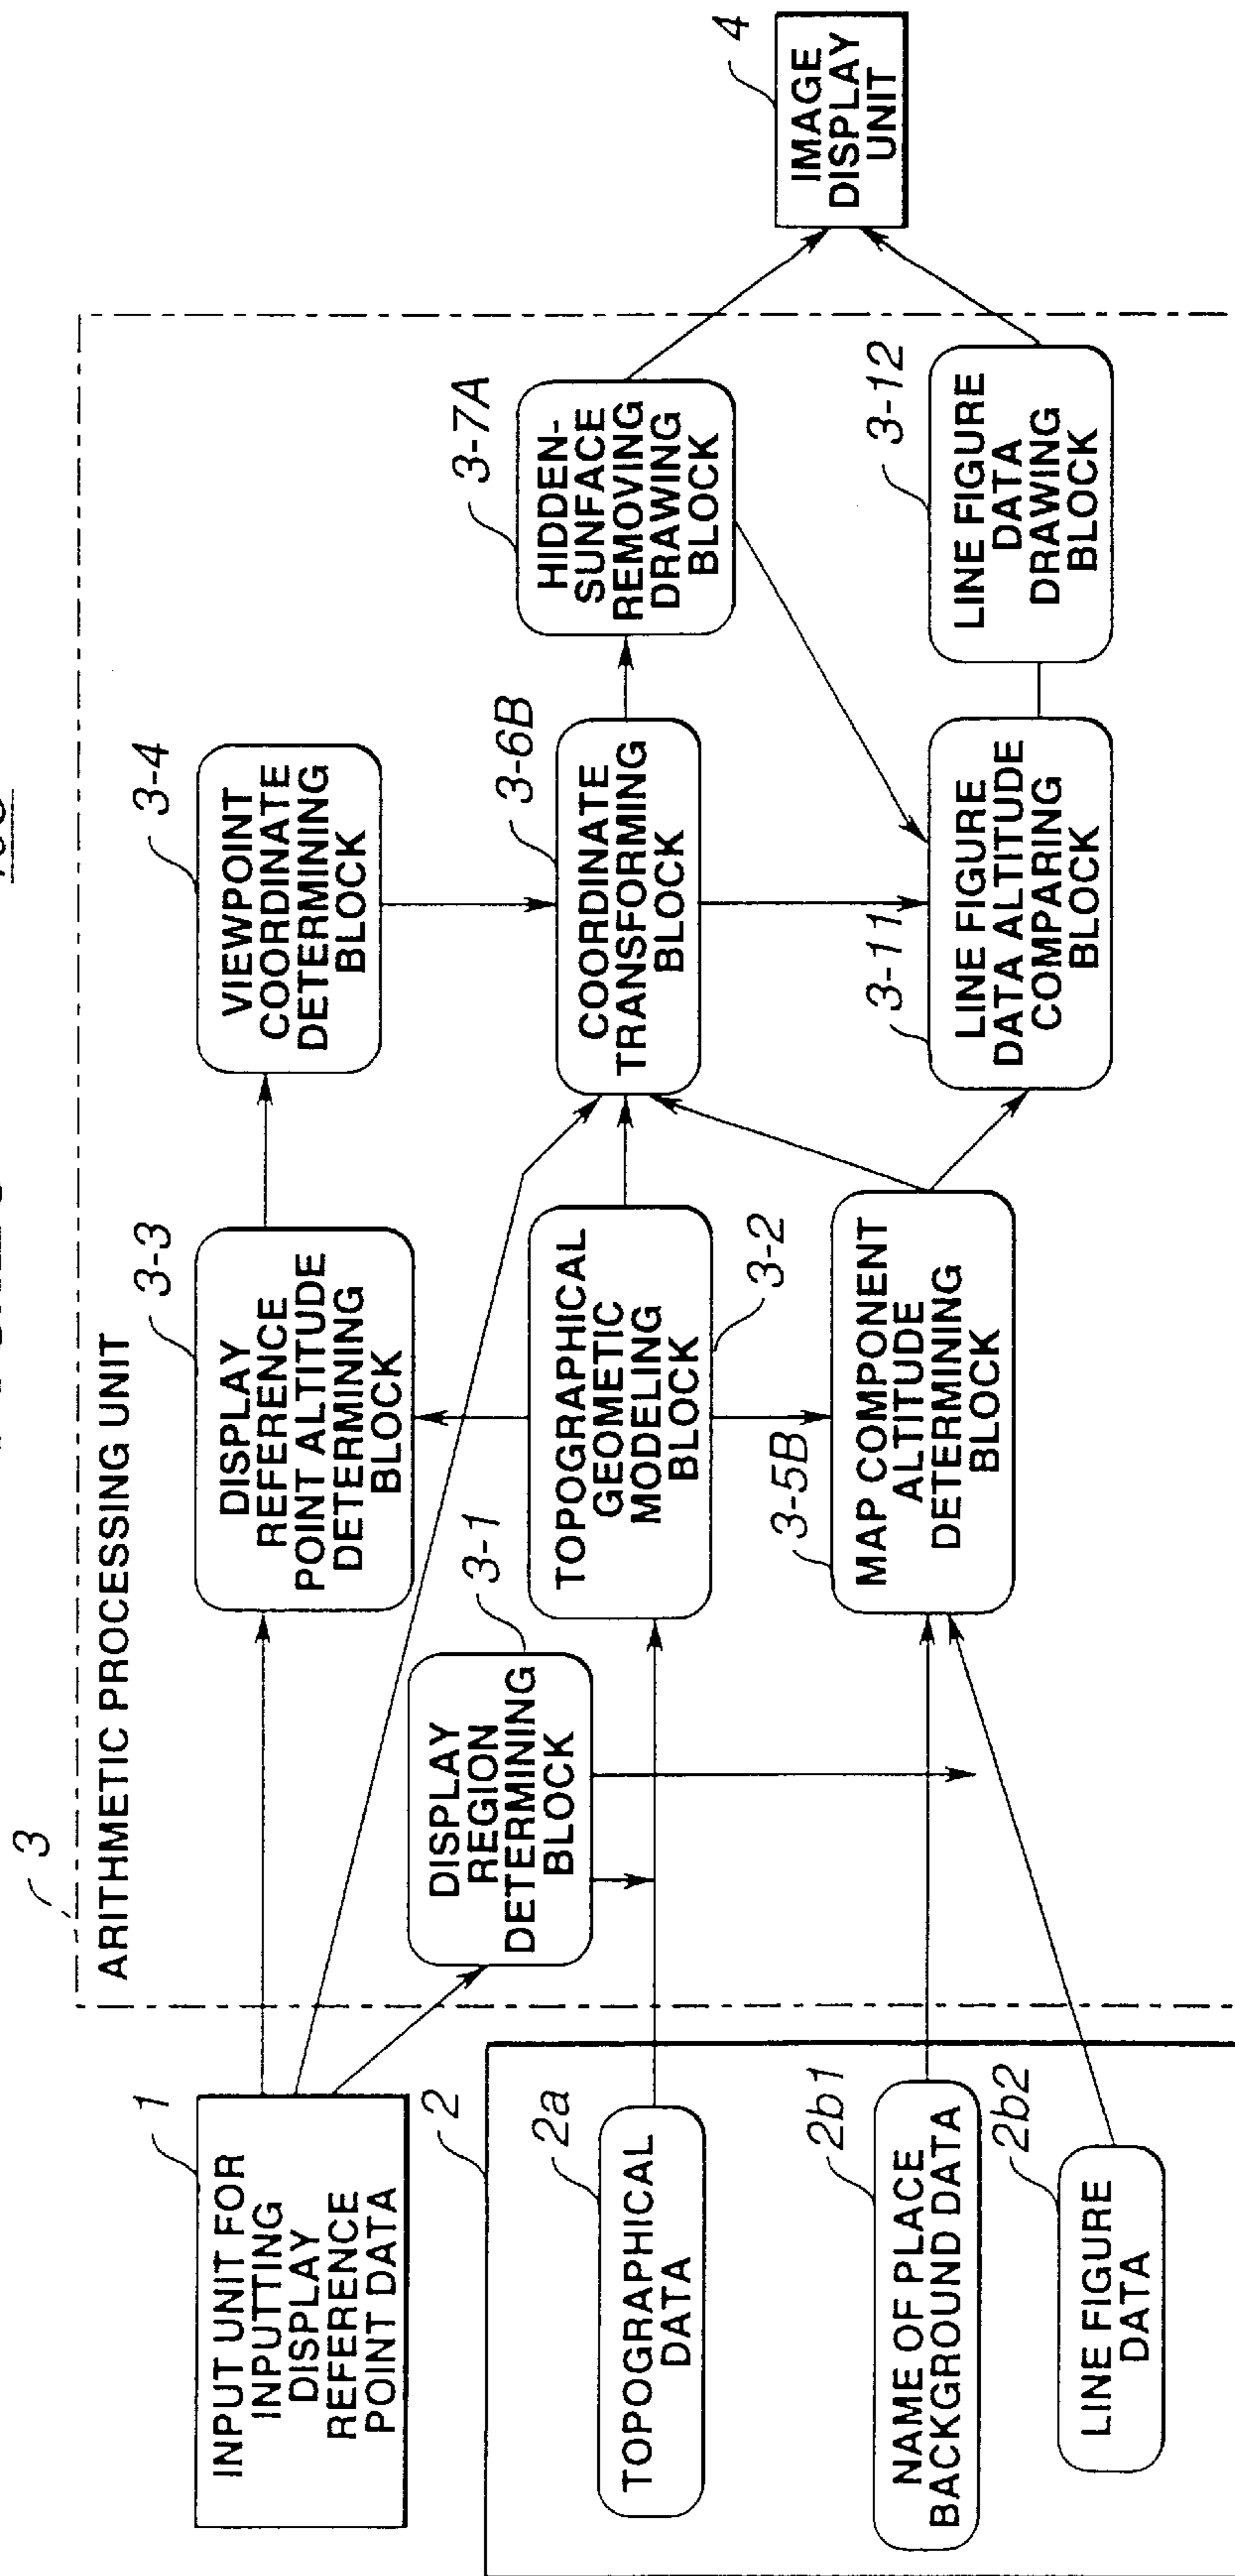 3
ARITHMETIC PROCESSING UNIT
1
INPUT UNIT FOR
INPUTTING
DISPLAY
REFERENCE
POINT DATA
3-3
DISPLAY
REFERENCE
POINT ALTITUDE
DETERMINING
BLOCK
3-4
VIEWPOINT
COORDINATE
DETERMINING
BLOCK
3-1
DISPLAY
REGION
DETERMINING
BLOCK
2
2a
TOPOGRAPHICAL
DATA
TOPOGRAPHICAL
GEOMETIC
MODELING
BLOCK
3-2
3-6B
COORDINATE
TRANSFORMING
BLOCK
3-7A
HIDDEN-
SUNFACE
REMOVING
DRAWING
BLOCK
4
IMAGE
DISPLAY
UNIT
2b1
NAME OF PLACE
BACKGROUND DATA
2b2
LINE FIGURE
DATA
3-5B
MAP COMPONENT
ALTITUDE
DETERMINING
BLOCK
3-11
LINE FIGURE
DATA ALTITUDE
COMPARING
BLOCK
3-12
LINE FIGURE
DATA
DRAWING
BLOCK